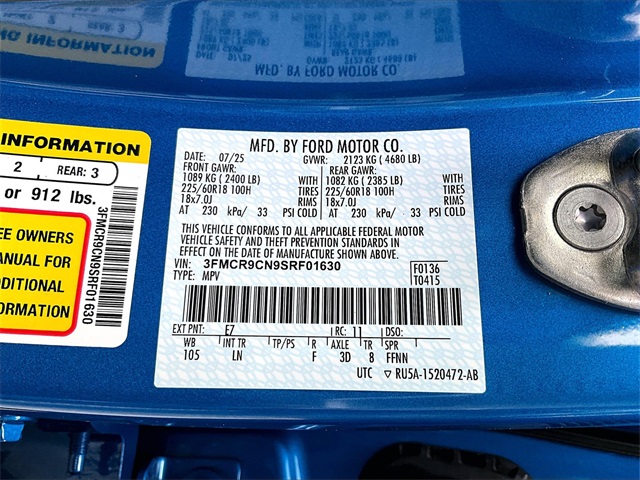 MFD. BY FORD MOTOR CO.
INFORMATION
2 REAR: 3
or 912 lbs.
EE OWNERS
MANUAL FOR
ADDITIONAL
NFORMATION
3FMCR9CN9SRF01630
MFD. BY FORD MOTOR CO.
DATE: 07/25 GVWR: 2123 KG ( 4680 LB)
FRONT GAWR: REAR GAWR:
1089 KG ( 2400 LB) WITH 1082 KG ( 2385 LB) WITH
225/60R18 100H TIRES 225/60R18 100H TIRES
18x7.0J RIMS 18x7.0J RIMS
AT 230 kPa/ 33 PSI COLD AT 230 kPa/ 33 PSI COLD
THIS VEHICLE CONFORMS TO ALL APPLICABLE FEDERAL MOTOR
VEHICLE SAFETY AND THEFT PREVENTION STANDARDS IN
EFFECT ON THE DATE OF MANUFACTURE SHOWN ABOVE.
VIN: 3FMCR9CN9SRF01630 F0136
TYPE: MPV T0415
EXT PNT: E7 RC: 11 DSO:
WB INT TR TP/PS R AXLE TR SPR
105 LN F 3D 8 FFNN
UTC ▽ RU5A-1520472-AB